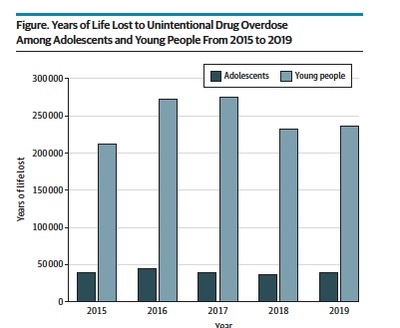 Figure. Years of Life Lost to Unintentional Drug Overdose
Among Adolescents and Young People From 2015 to 2019
Adolescents
Young people
300000
250000
200000
150000
100000
50000
0
Years of life lost
2015
2016
2017
2018
2019
Year